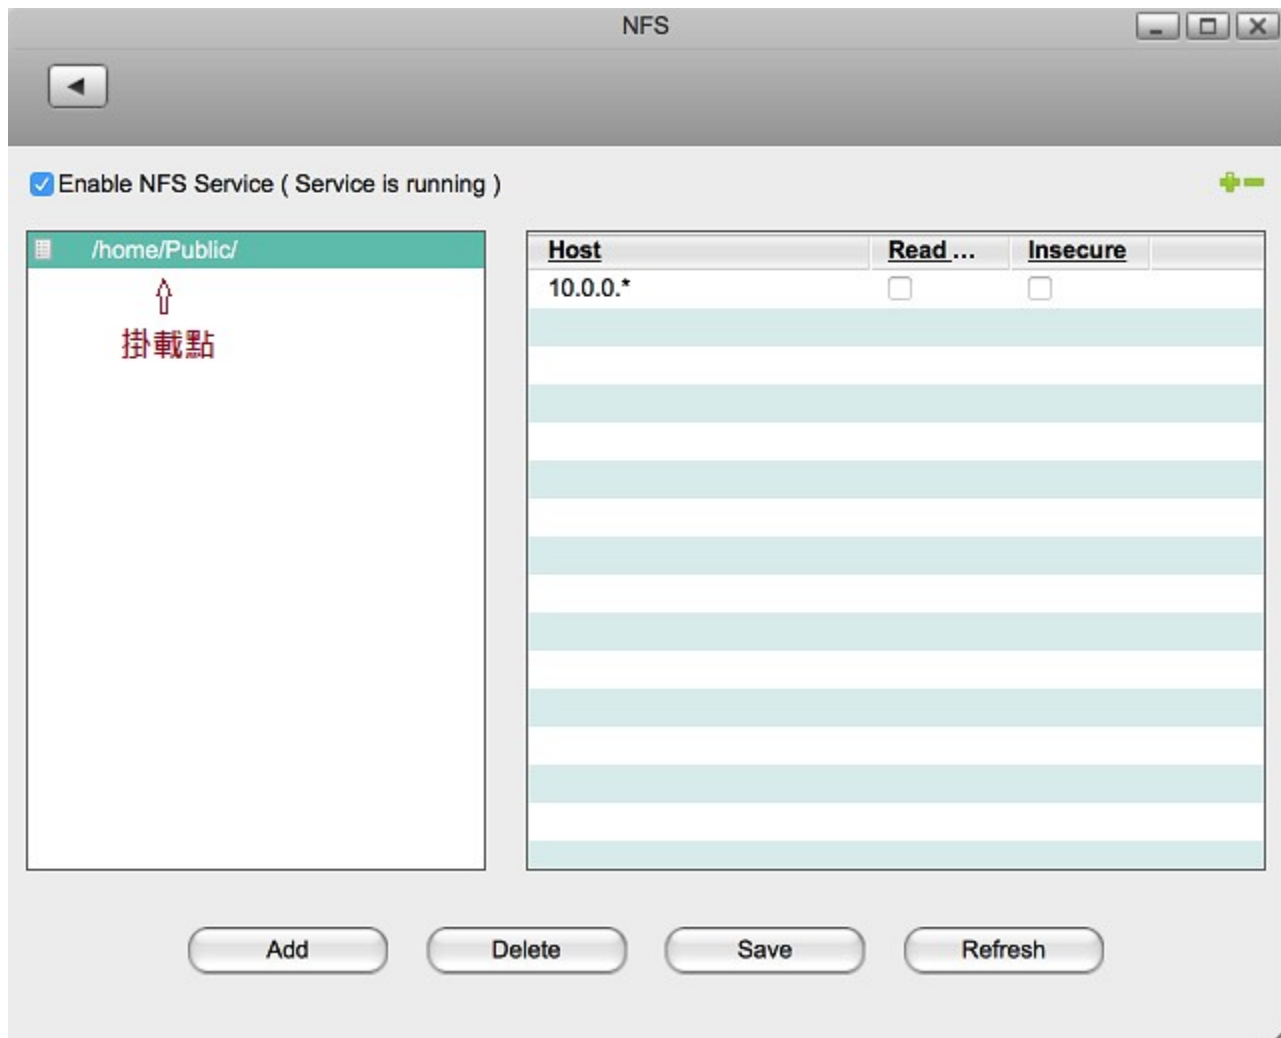 NFS
Enable NFS Service ( Service is running )
/home/Public/
掛載點
Host Read ... Insecure
10.0.0.*
Add Delete Save Refresh